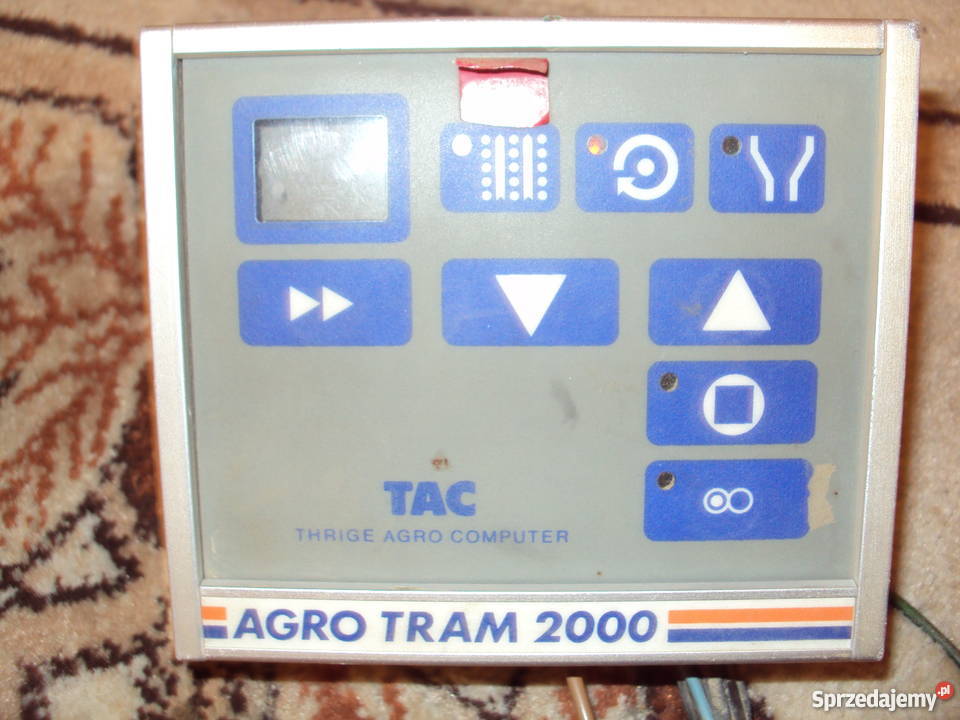 TAC
THRIGE AGRO COMPUTER
AGRO TRAM 2000
Sprzedajemy.pl